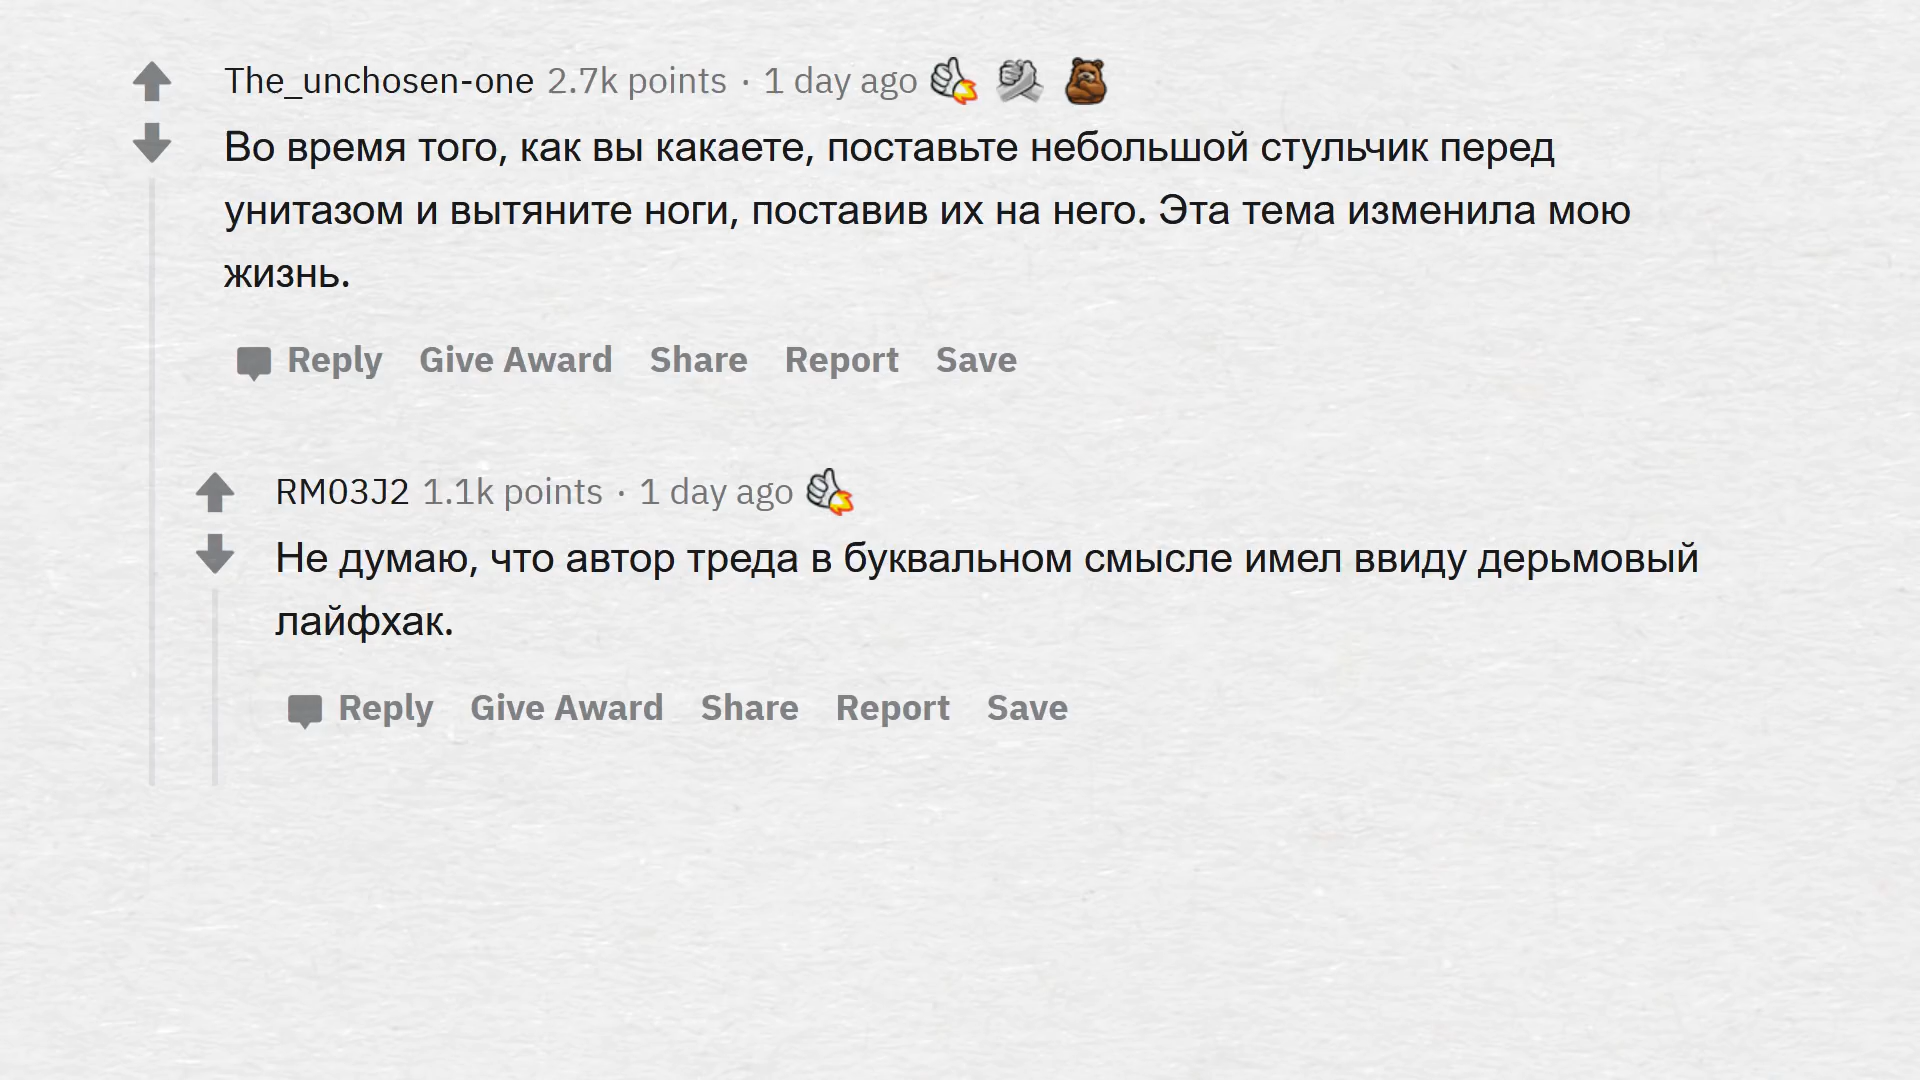 The_unchosen-one 2.7k points · 1 day ago
Во время того, как вы какаете, поставьте небольшой стульчик перед
унитазом и вытяните ноги, поставив их на него. Эта тема изменила мою
жизнь.
Reply Give Award Share Report Save
RM03J2 1.1k points · 1 day ago
Не думаю, что автор треда в буквальном смысле имел ввиду дерьмовый
лайфхак.
Reply Give Award Share Report Save